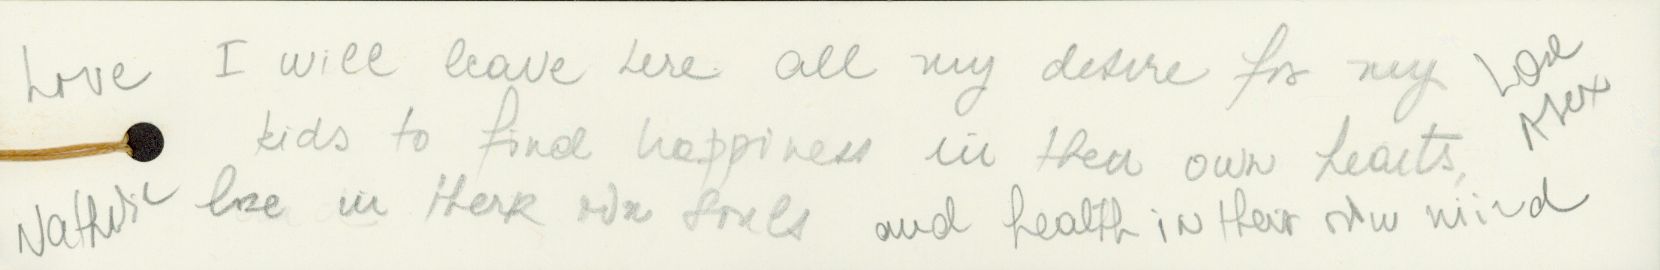 Love I will leave here all my desire for my Love
kids to find happiness in their own hearts, Alex
love in their own souls and health in their own mind